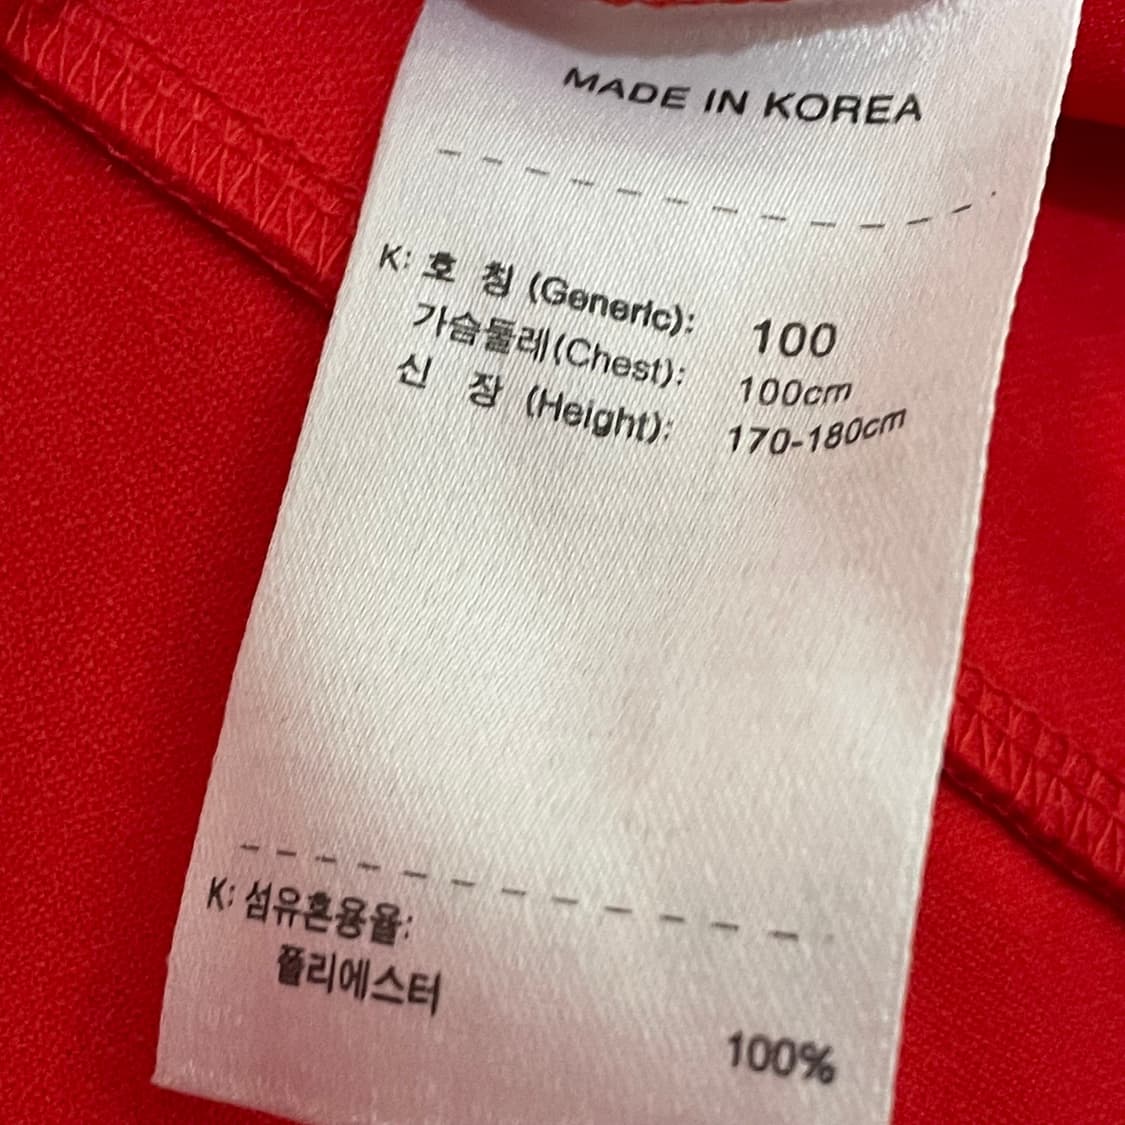 MADE IN KOREA
K: 호 칭 (Generic): 100
가슴둘레(Chest): 100cm
신 장 (Height): 170-180cm
K: 섬유혼용율:
폴리에스터
100%